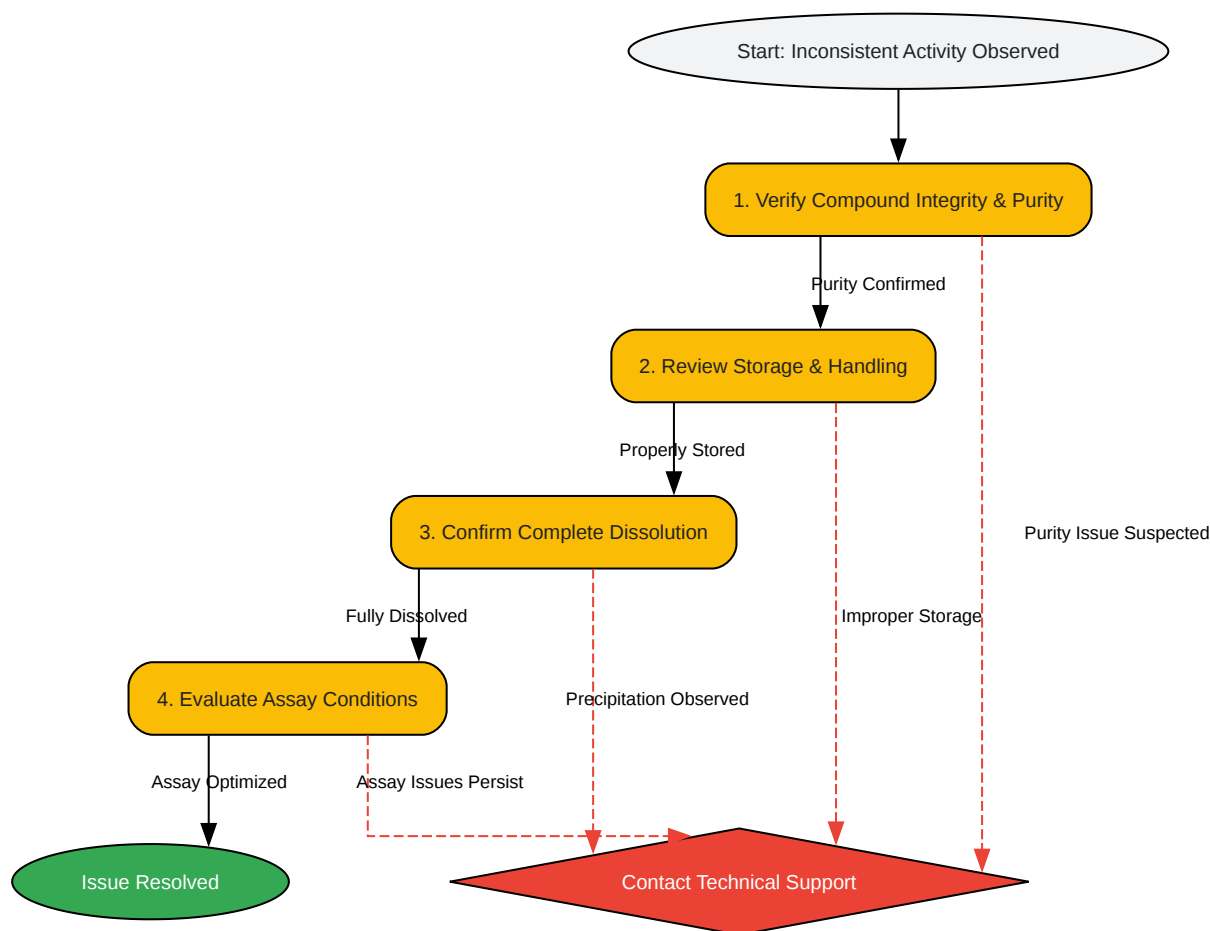 Start: Inconsistent Activity Observed
1. Verify Compound Integrity & Purity
Purity Confirmed
2. Review Storage & Handling
Properly Stored
3. Confirm Complete Dissolution
Purity Issue Suspected
Fully Dissolved
Improper Storage
4. Evaluate Assay Conditions
Precipitation Observed
Assay Optimized
Assay Issues Persist
Issue Resolved
Contact Technical Support